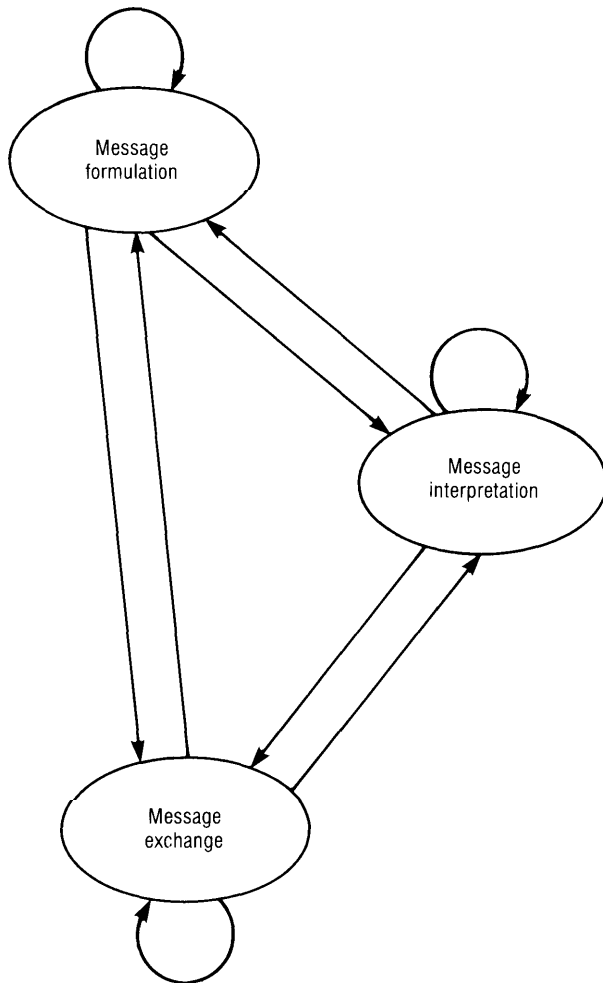 Message
formulation
Message
interpretation
Message
exchange